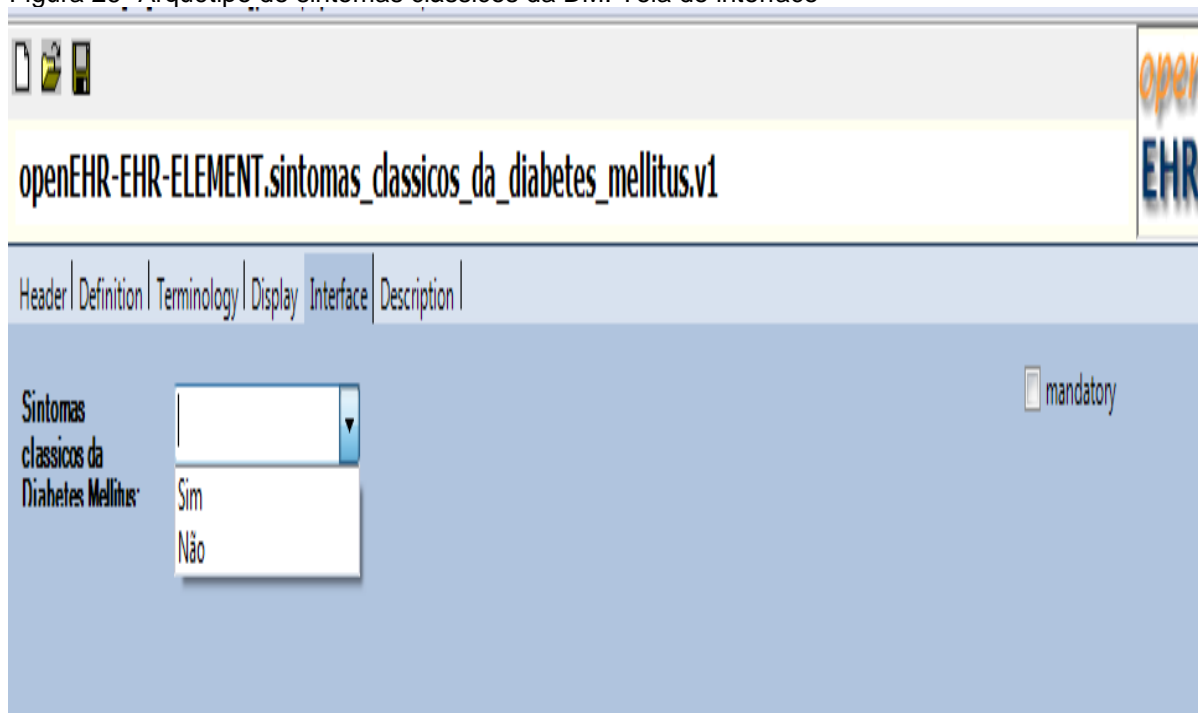 openEHR-EHR-ELEMENT.sintomas_classicos_da_diabetes_mellitus.v1
open
EHR
Header Definition Terminology Display Interface Description
Sintomas
classicos da
Diabetes Mellitus:
mandatory
Sim
Não